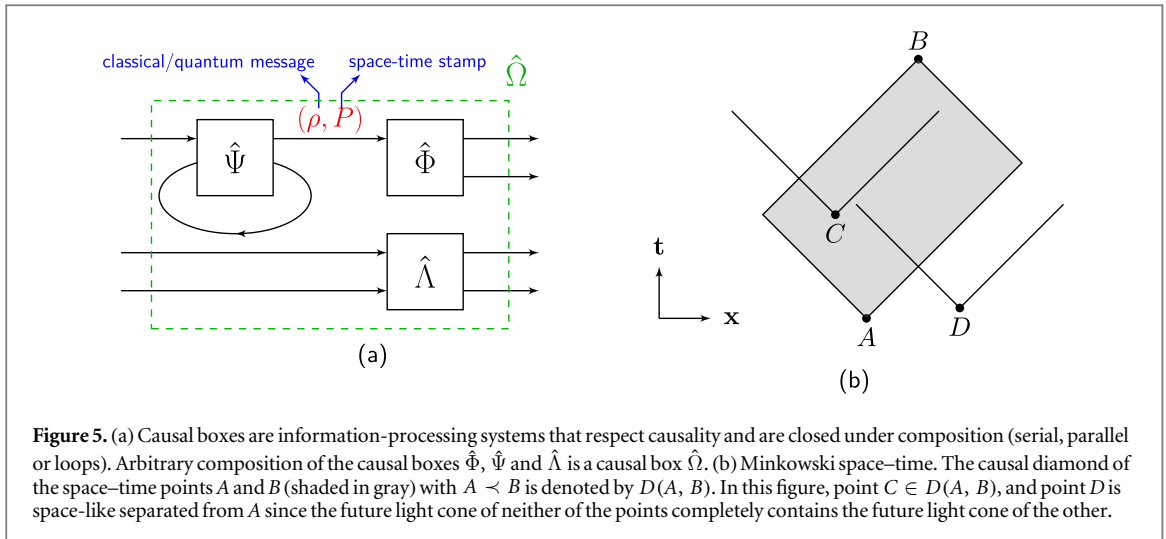 classical/quantum message space-time stamp
Ω̂
(ρ, P)
Ψ̂ Φ̂
Λ̂
(a)
B
C
t
x
A D
(b)
Figure 5. (a) Causal boxes are information-processing systems that respect causality and are closed under composition (serial, parallel
or loops). Arbitrary composition of the causal boxes Φ̂, Ψ̂ and Λ̂ is a causal box Ω̂. (b) Minkowski space–time. The causal diamond of
the space–time points A and B (shaded in gray) with A ≺ B is denoted by D(A, B). In this figure, point C ∈ D(A, B), and point D is
space-like separated from A since the future light cone of neither of the points completely contains the future light cone of the other.